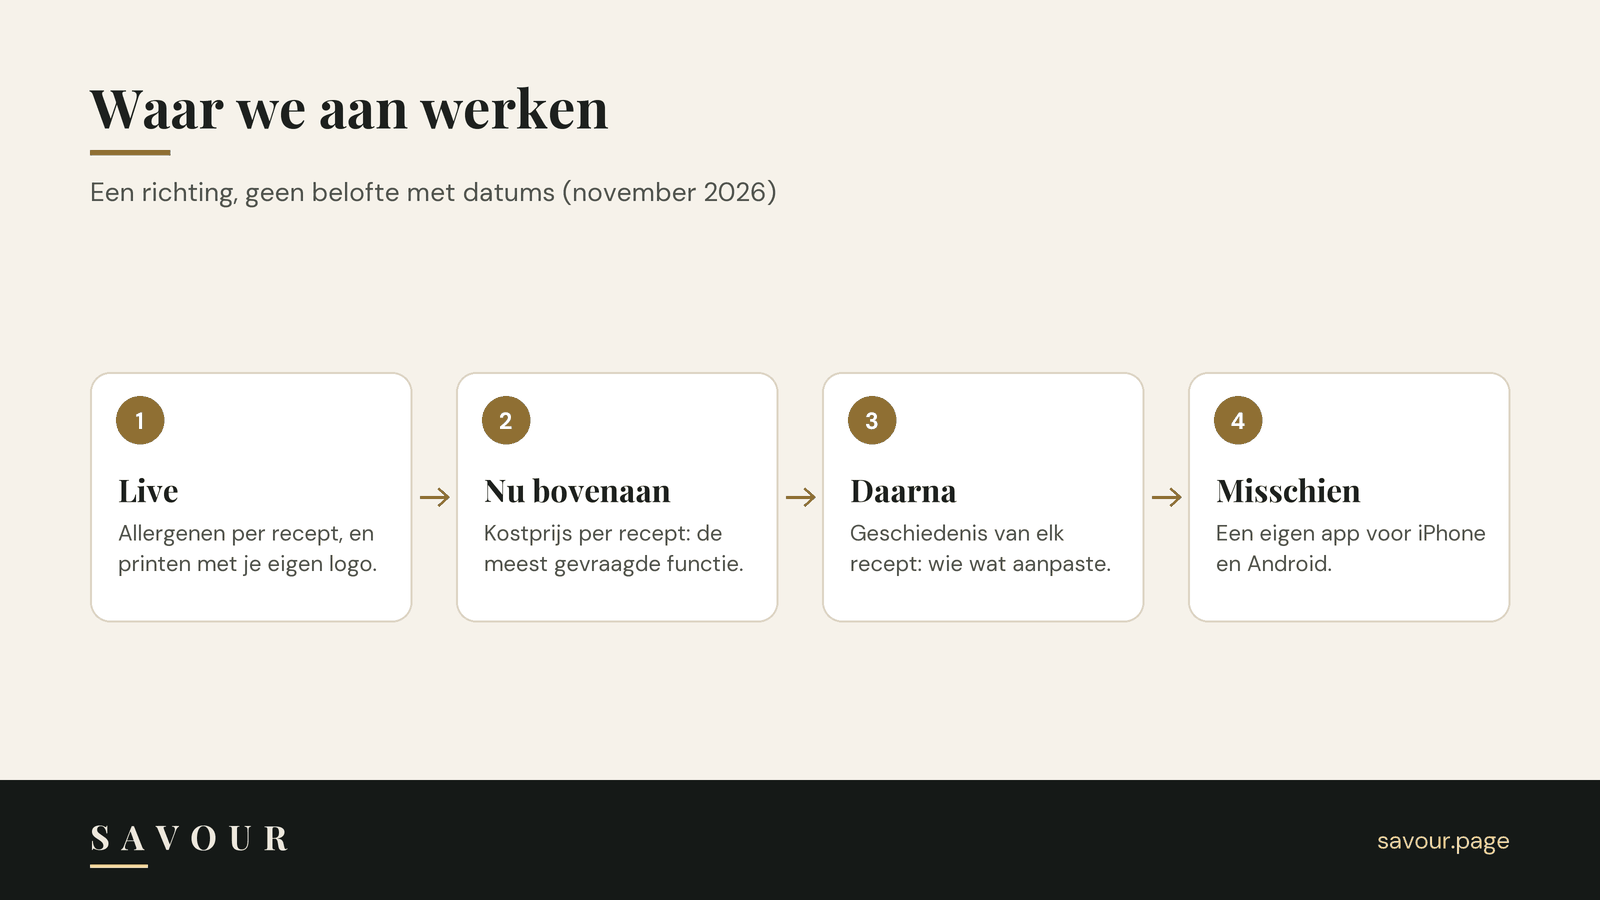 Waar we aan werken
Een richting, geen belofte met datums (november 2026)
1
Live
Allergenen per recept, en
printen met je eigen logo.
2
Nu bovenaan
Kostprijs per recept: de
meest gevraagde functie.
3
Daarna
Geschiedenis van elk
recept: wie wat aanpaste.
4
Misschien
Een eigen app voor iPhone
en Android.
SAVOUR
savour.page